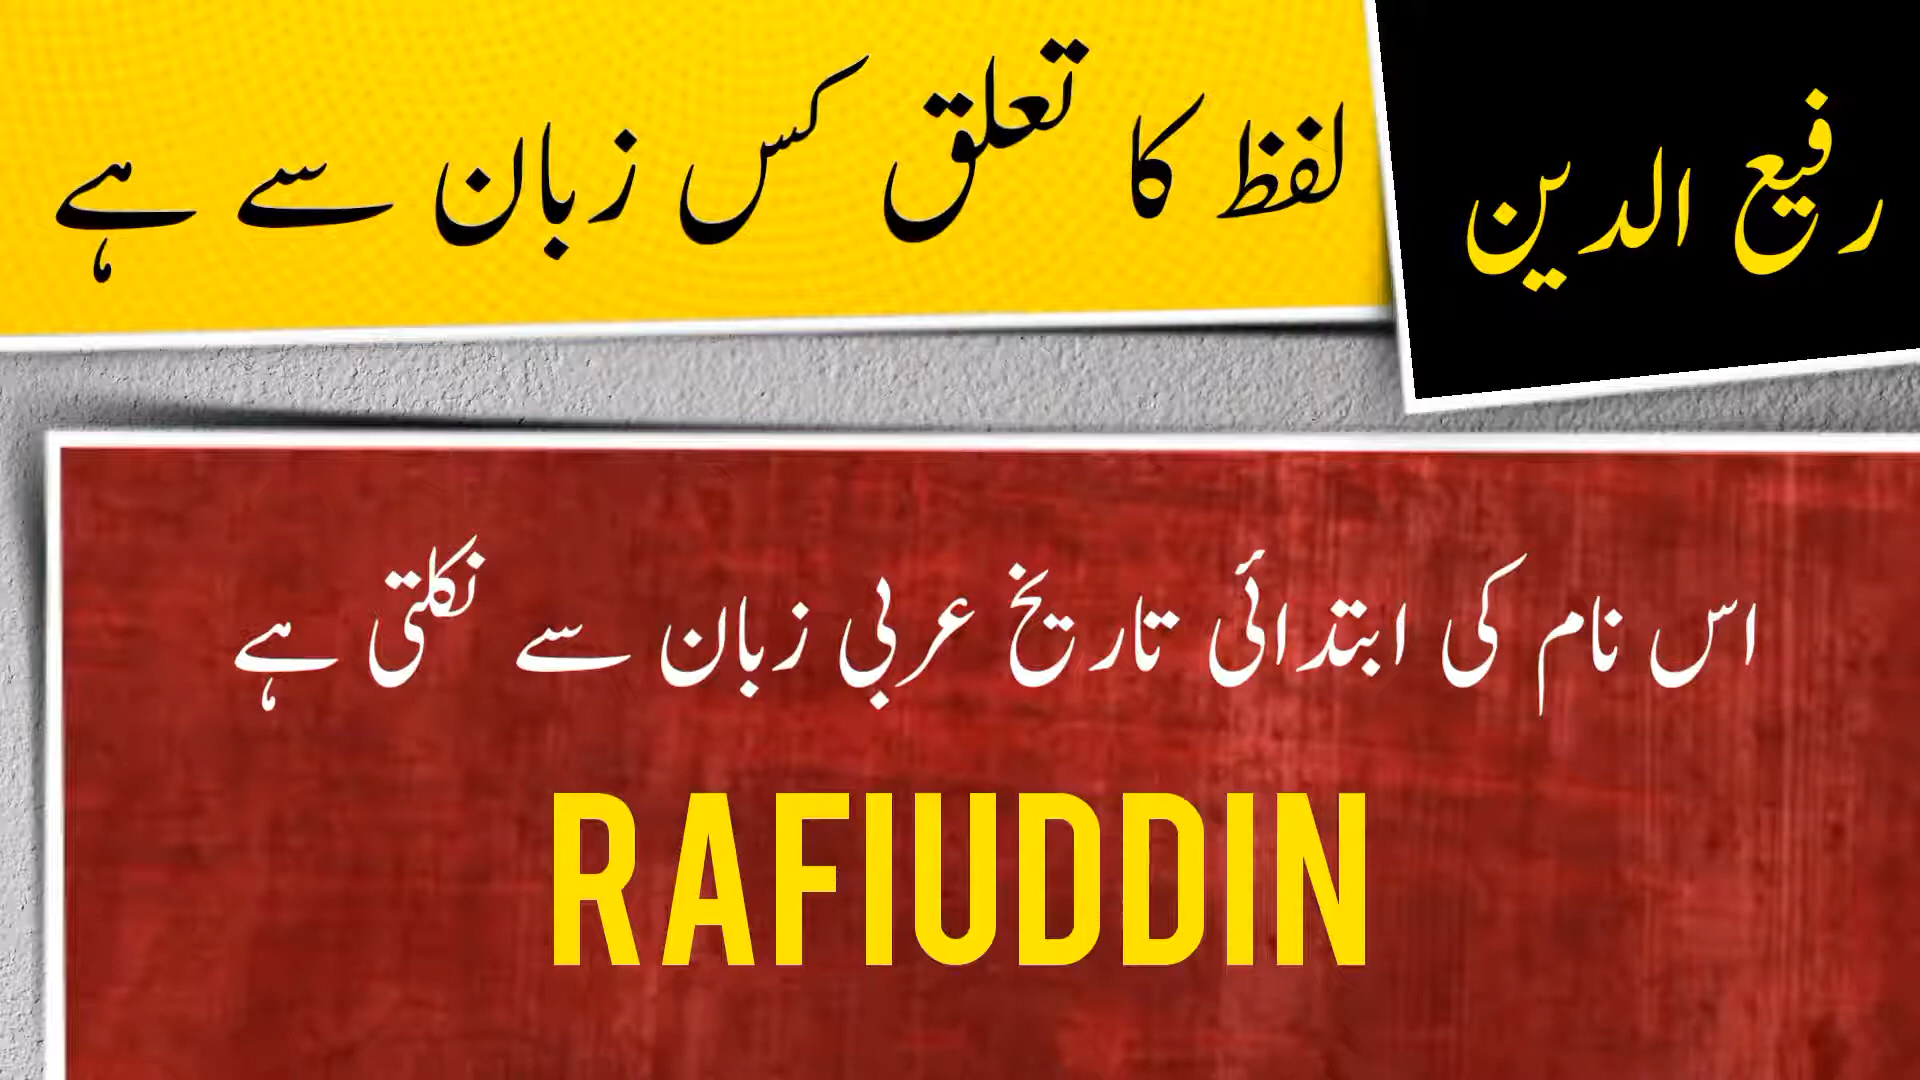 رفیع الدین لفظ کا تعلق کس زبان سے ہے
اس نام کی ابتدائی تاریخ عربی زبان سے نکلتی ہے
RAFIUDDIN